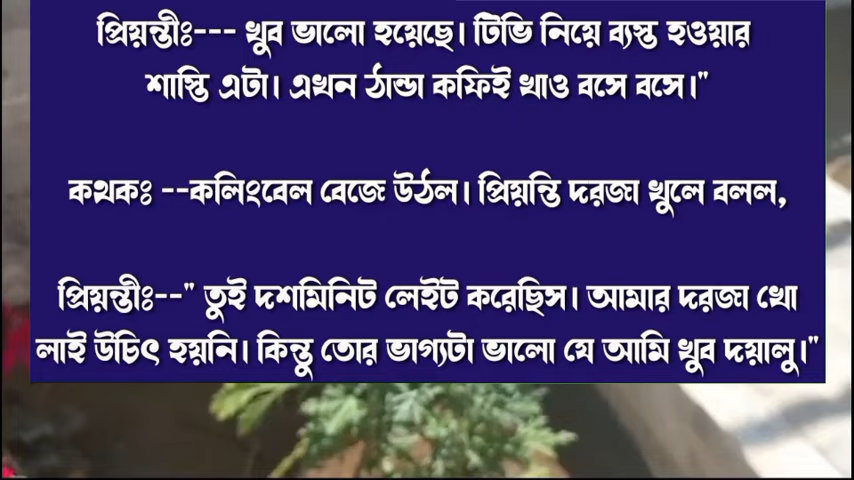 প্রিয়ন্তীঃ--- খুব ভালো হয়েছে। টিভি নিয়ে ব্যস্ত হওয়ার
শাস্তি এটা। এখন ঠান্ডা কফিই খাও বসে বসে।"
কথকঃ --কলিংবেল বেজে উঠল। প্রিয়ন্তি দরজা খুলে বলল,
প্রিয়ন্তীঃ--" তুই দশমিনিট লেইট করেছিস। আমার দরজা খো
লাই উচিৎ হয়নি। কিন্তু তোর ভাগ্যটা ভালো যে আমি খুব দয়ালু।"